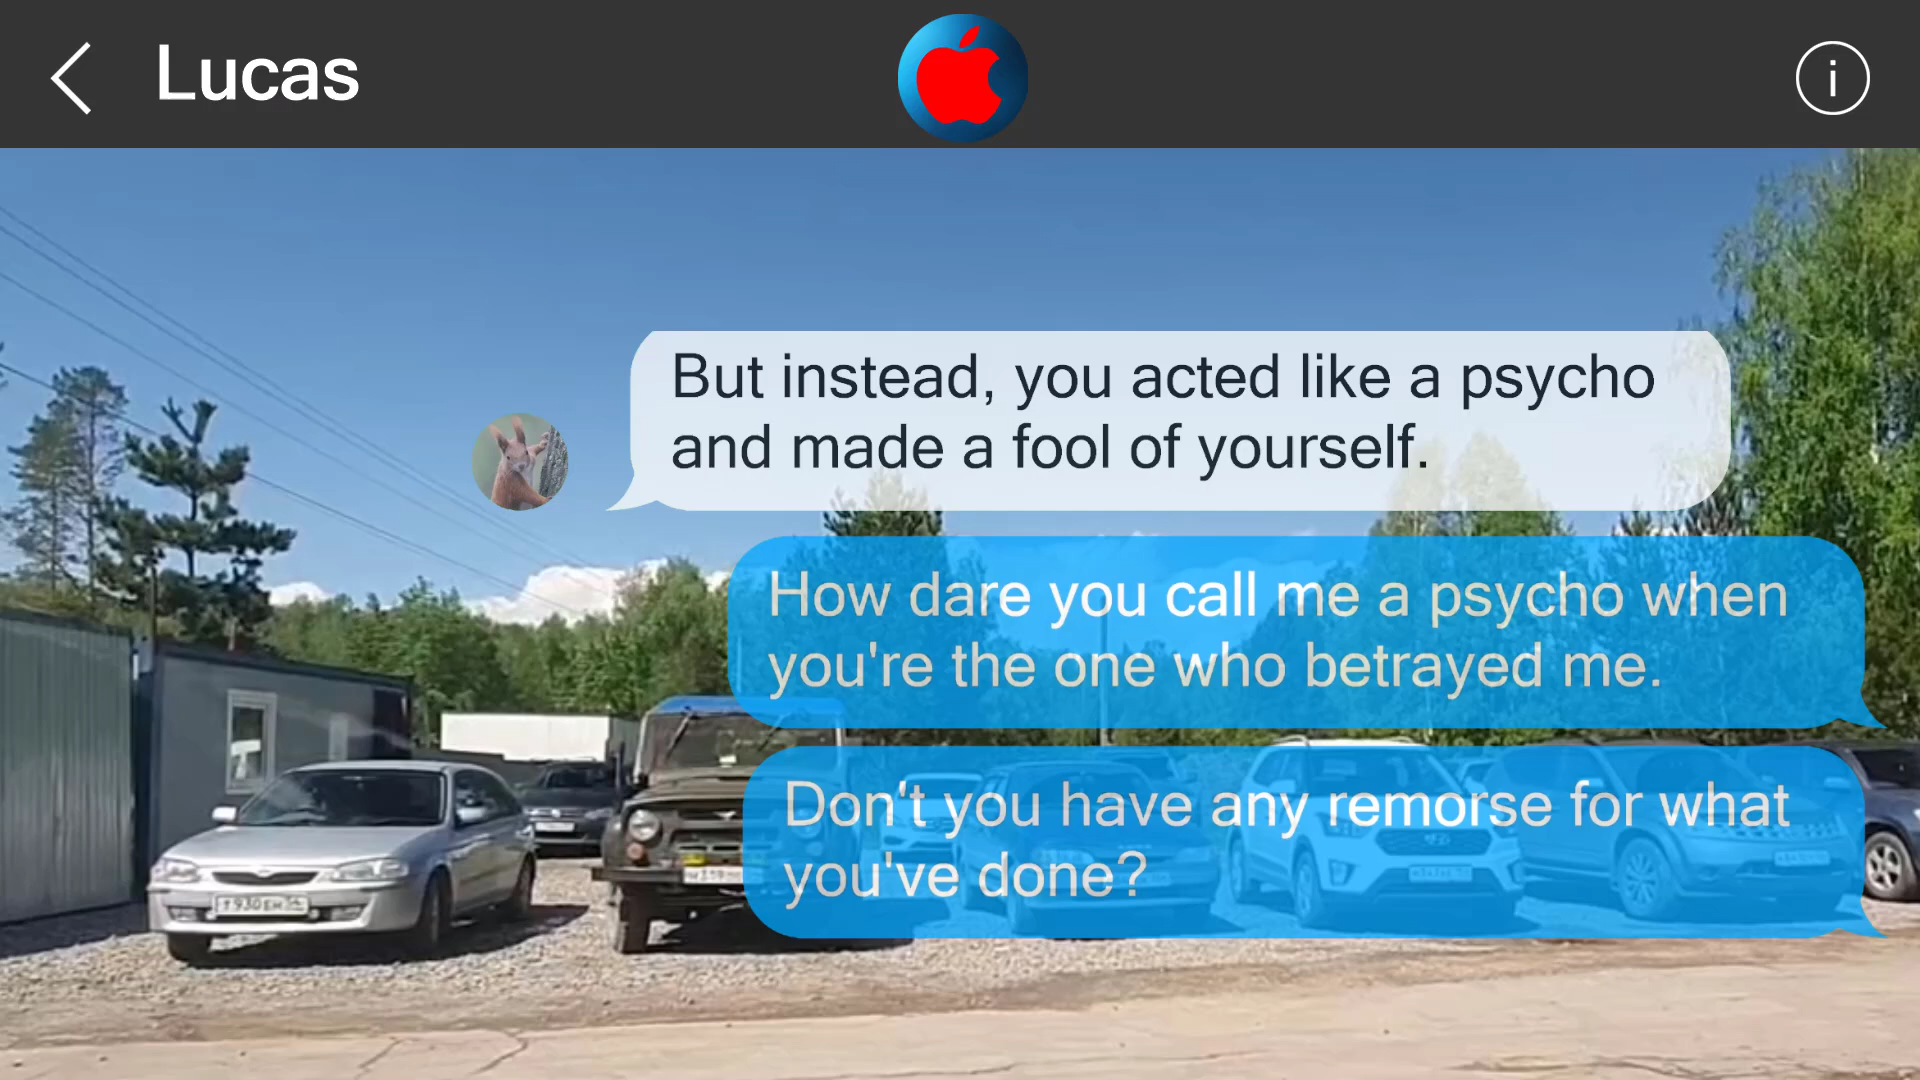 Lucas
i
But instead, you acted like a psycho
and made a fool of yourself.
How dare you call me a psycho when
you're the one who betrayed me.
Don't you have any remorse for what
you've done?